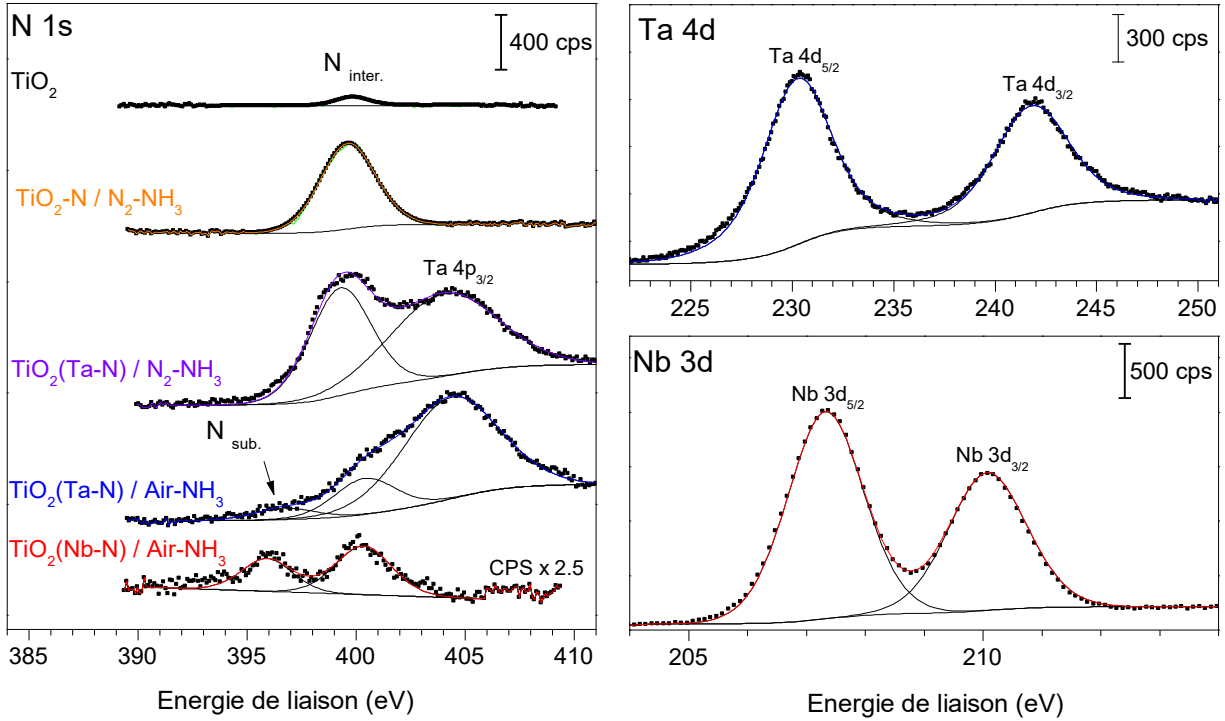 N 1s
400 cps
TiO2
N inter.
TiO2-N / N2-NH3
Ta 4p3/2
TiO2(Ta-N) / N2-NH3
N sub.
TiO2(Ta-N) / Air-NH3
TiO2(Nb-N) / Air-NH3
CPS x 2.5
385 390 395 400 405 410
Energie de liaison (eV)
Ta 4d
300 cps
Ta 4d5/2
Ta 4d3/2
225 230 235 240 245 250
Nb 3d
500 cps
Nb 3d5/2
Nb 3d3/2
205 210
Energie de liaison (eV)